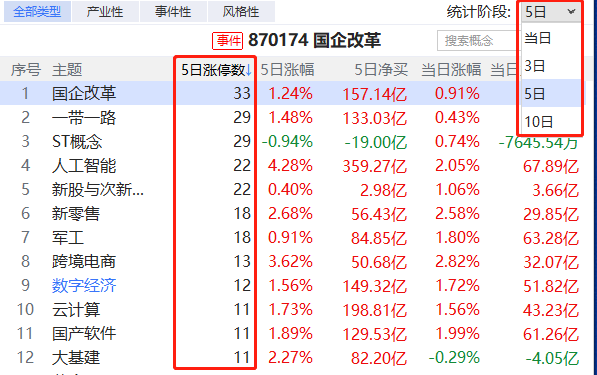 全部类型 产业性 事件性 风格性 统计阶段: 5日
当日
3日
5日
10日
事件 870174 国企改革 搜索概念
序号 主题 5日涨停数↓ 5日涨幅 5日净买 当日涨幅 当日
1 国企改革 33 1.24% 157.14亿 0.91%
2 一带一路 29 1.48% 133.03亿 0.43%
3 ST概念 29 -0.94% -19.00亿 0.74% -7645.54万
4 人工智能 22 4.28% 359.27亿 2.05% 67.89亿
5 新股与次新... 22 0.40% 2.98亿 1.06% 3.66亿
6 新零售 18 2.68% 56.43亿 2.58% 29.85亿
7 军工 18 0.91% 84.85亿 1.80% 63.28亿
8 跨境电商 13 3.62% 50.68亿 2.82% 32.07亿
9 数字经济 12 1.56% 149.32亿 1.72% 51.82亿
10 云计算 11 1.73% 198.81亿 1.56% 43.23亿
11 国产软件 11 1.89% 129.53亿 1.99% 61.26亿
12 大基建 11 2.27% 82.20亿 -0.29% -4.05亿